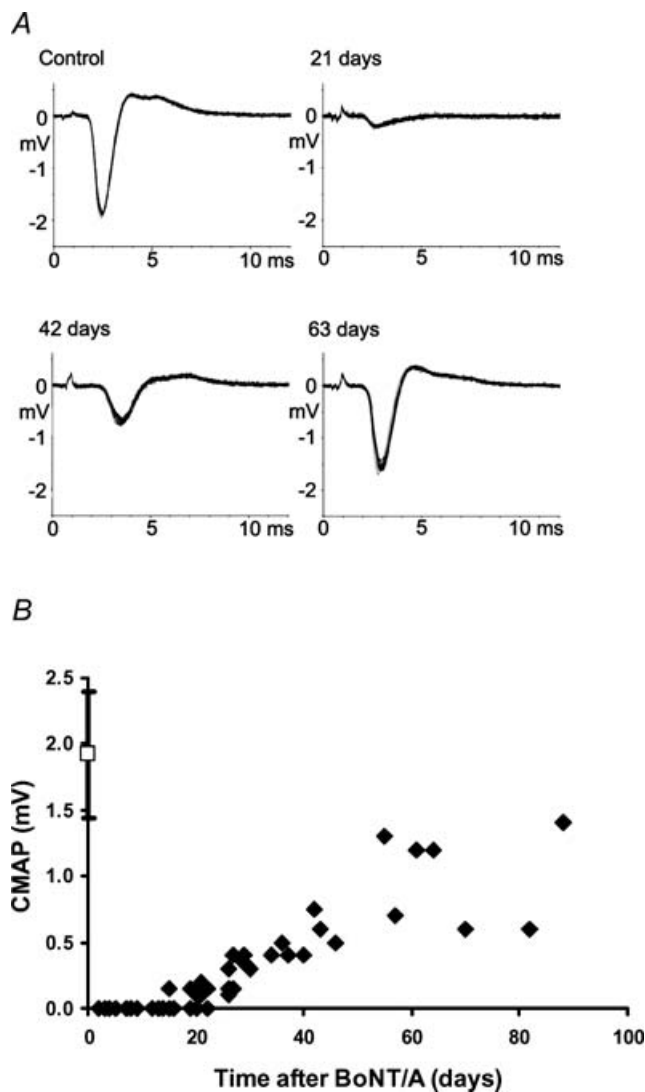 A
Control
0
mV
-1
-2
0 5 10 ms
21 days
0
mV
-1
-2
0 5 10 ms
42 days
0
mV
-1
-2
0 5 10 ms
63 days
0
mV
-1
-2
0 5 10 ms
B
CMAP (mV)
2.5
2.0
1.5
1.0
0.5
0.0
0 20 40 60 80 100
Time after BoNT/A (days)